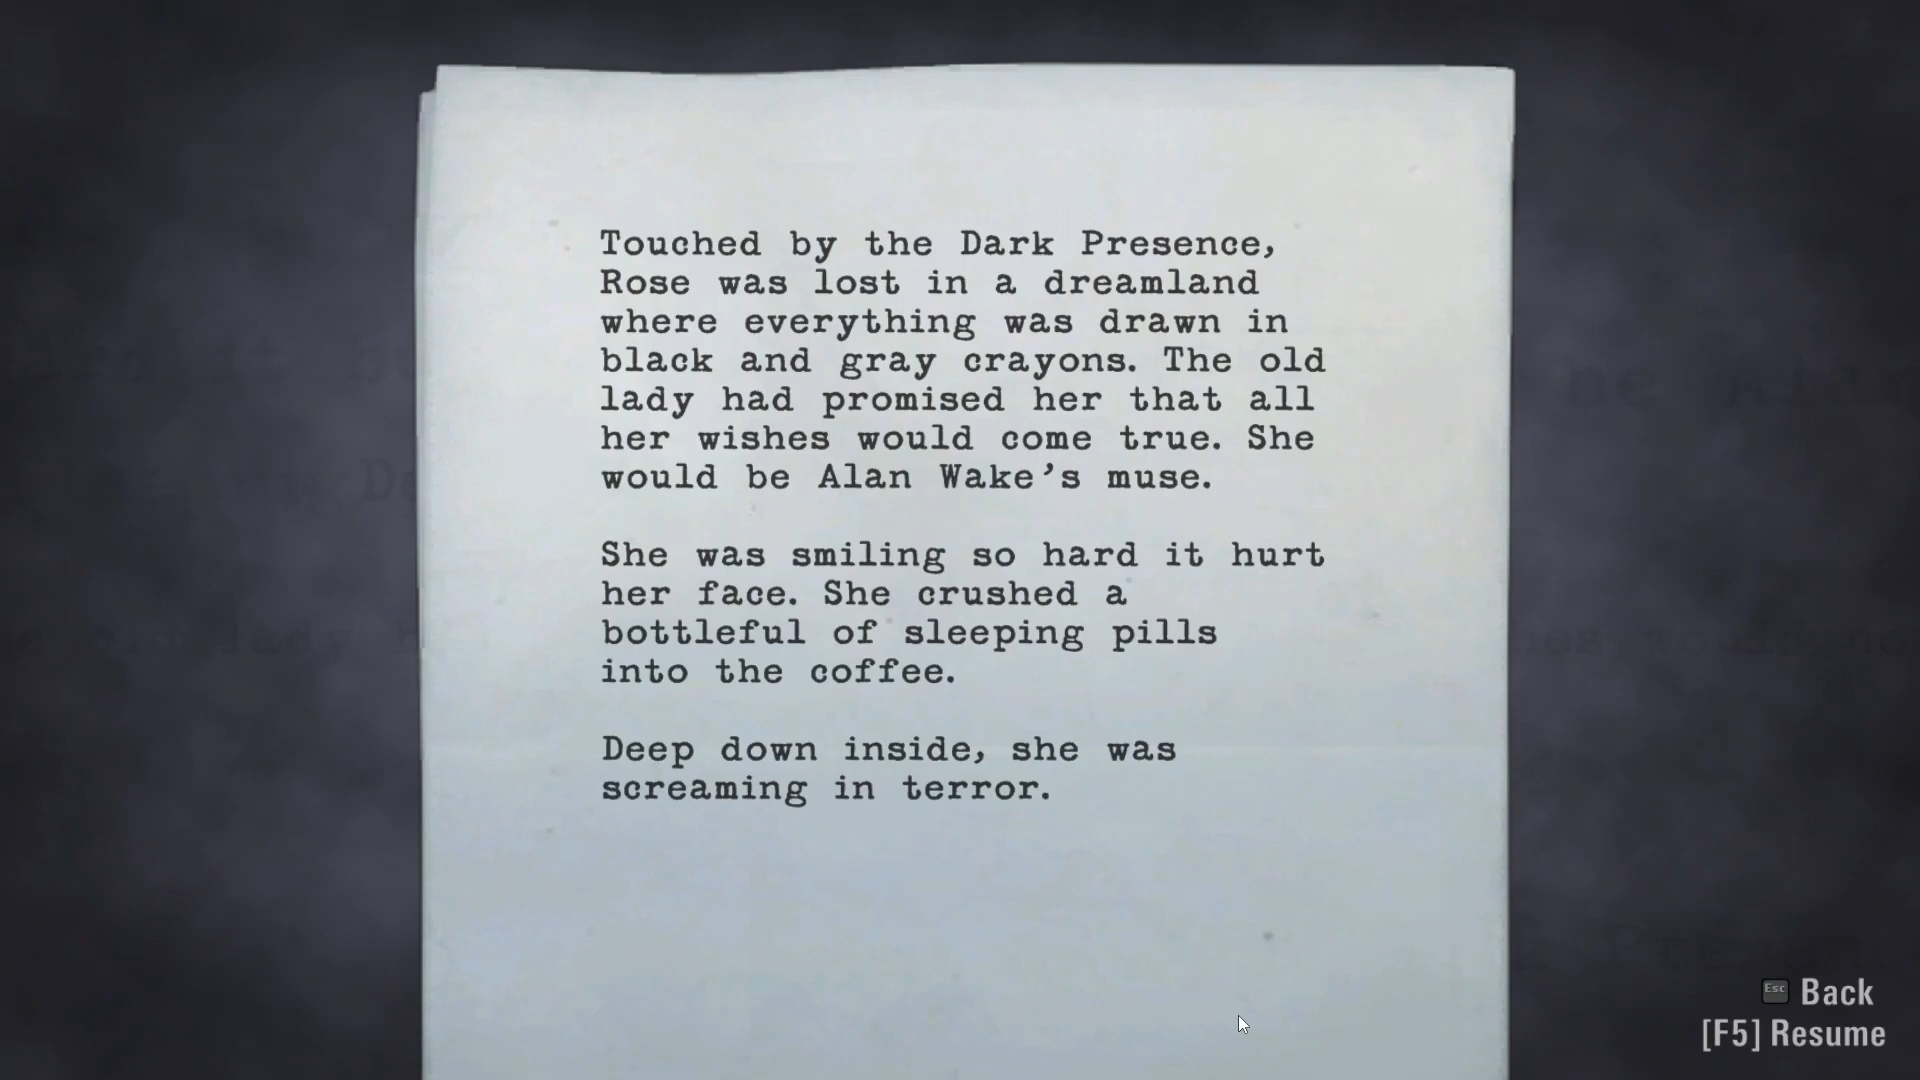 Touched by the Dark Presence,
Rose was lost in a dreamland
where everything was drawn in
black and gray crayons. The old
lady had promised her that all
her wishes would come true. She
would be Alan Wake’s muse.
She was smiling so hard it hurt
her face. She crushed a
bottleful of sleeping pills
into the coffee.
Deep down inside, she was
screaming in terror.
Esc Back
[F5] Resume